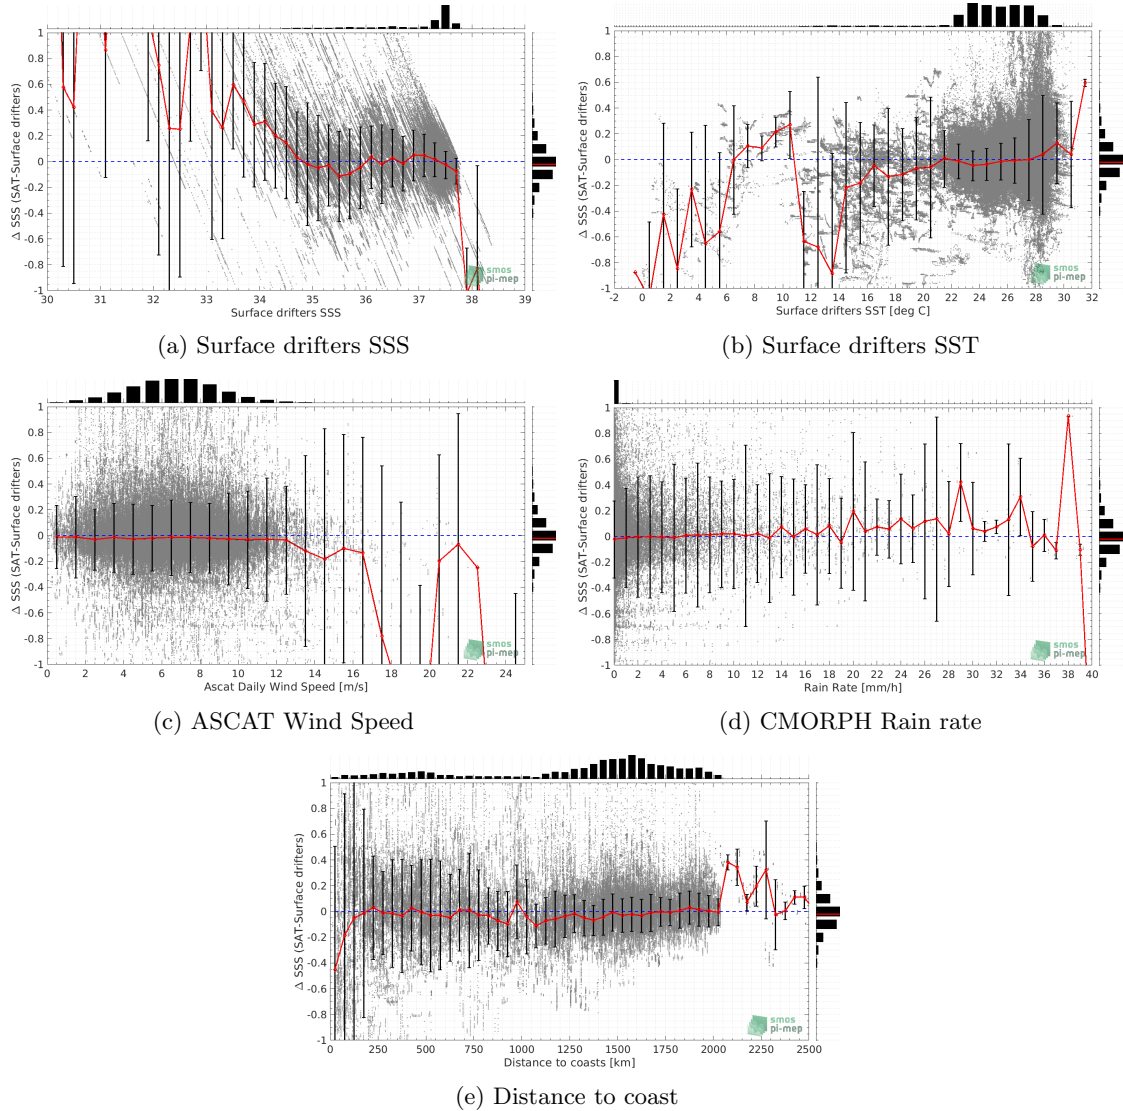 1
0.8
0.6
0.4
0.2
0
-0.2
-0.4
-0.6
-0.8
-1
Δ SSS (SAT-Surface drifters)
30 31 32 33 34 35 36 37 38 39
Surface drifters SSS
smos
pi-mep
(a) Surface drifters SSS
1
0.8
0.6
0.4
0.2
0
-0.2
-0.4
-0.6
-0.8
-1
Δ SSS (SAT-Surface drifters)
-2 0 2 4 6 8 10 12 14 16 18 20 22 24 26 28 30 32
Surface drifters SST [deg C]
smos
pi-mep
(b) Surface drifters SST
1
0.8
0.6
0.4
0.2
0
-0.2
-0.4
-0.6
-0.8
-1
Δ SSS (SAT-Surface drifters)
0 2 4 6 8 10 12 14 16 18 20 22 24
Ascat Daily Wind Speed [m/s]
smos
pi-mep
(c) ASCAT Wind Speed
1
0.8
0.6
0.4
0.2
0
-0.2
-0.4
-0.6
-0.8
-1
Δ SSS (SAT-Surface drifters)
0 2 4 6 8 10 12 14 16 18 20 22 24 26 28 30 32 34 36 38 40
Rain Rate [mm/h]
smos
pi-mep
(d) CMORPH Rain rate
1
0.8
0.6
0.4
0.2
0
-0.2
-0.4
-0.6
-0.8
-1
Δ SSS (SAT-Surface drifters)
0 250 500 750 1000 1250 1500 1750 2000 2250 2500
Distance to coasts [km]
smos
pi-mep
(e) Distance to coast